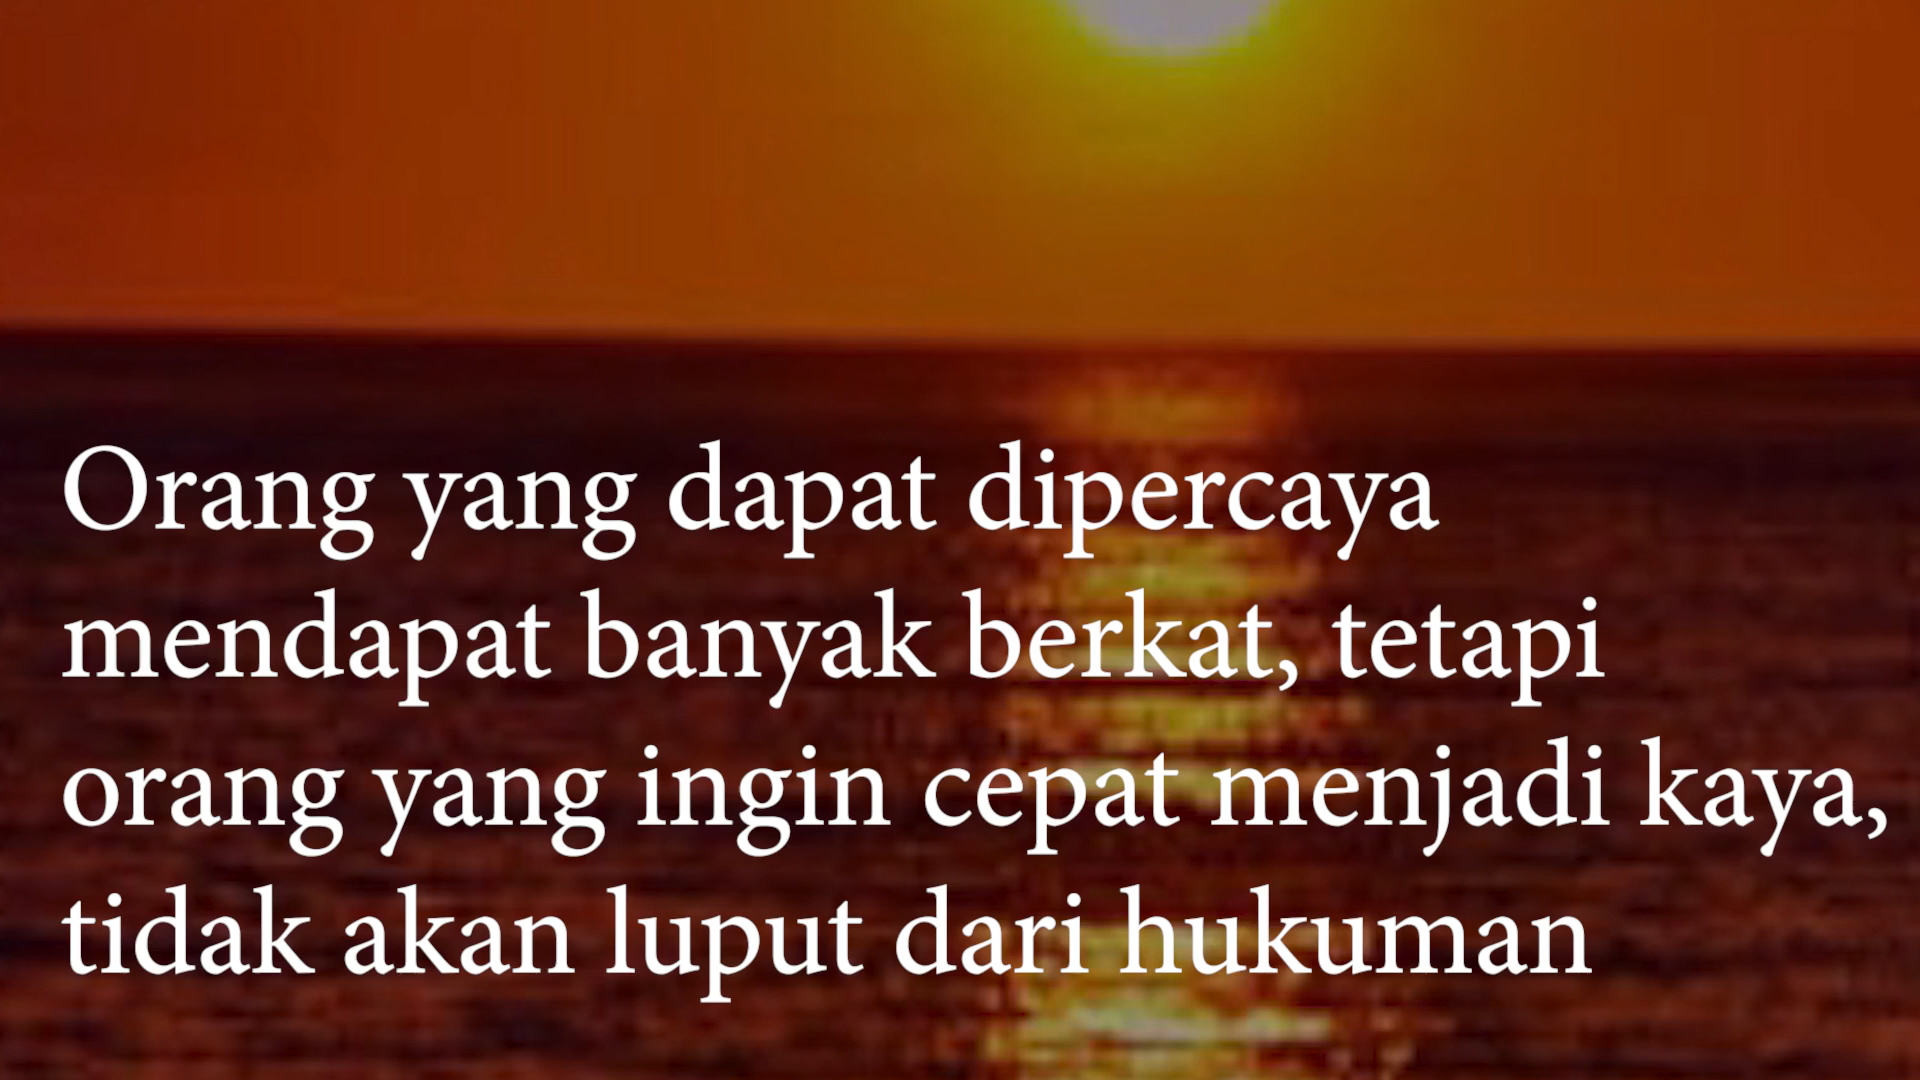 Orang yang dapat dipercaya
mendapat banyak berkat, tetapi
orang yang ingin cepat menjadi kaya,
tidak akan luput dari hukuman